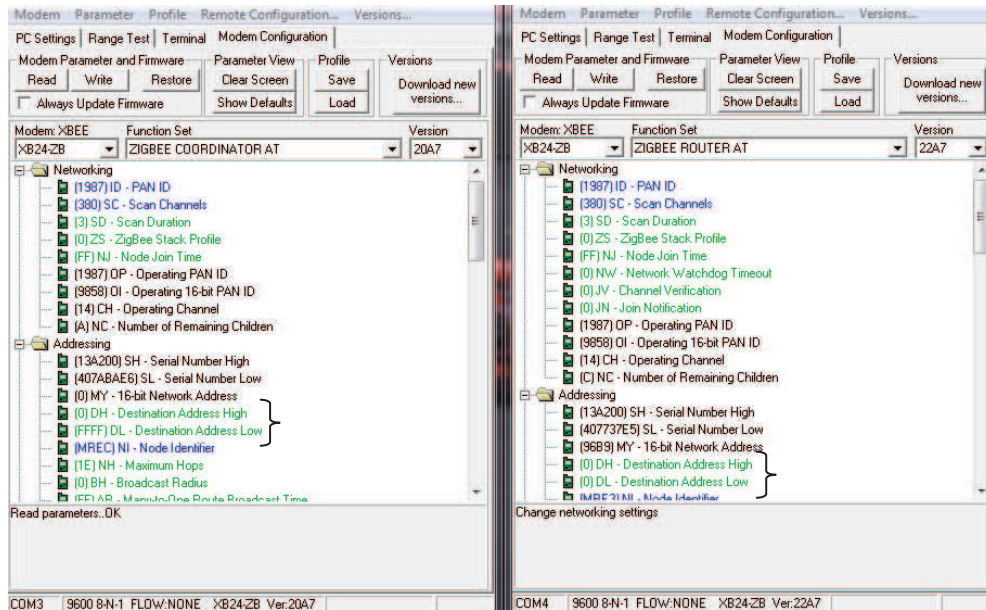 Modem Parameter Profile Remote Configuration... Versions...
PC Settings Range Test Terminal Modem Configuration
Modem Parameter and Firmware Parameter View Profile Versions
Read Write Restore Clear Screen Save Download new versions...
Always Update Firmware Show Defaults Load
Modem: XBEE Function Set Version
XB24-ZB ZIGBEE COORDINATOR AT 20A7
Networking
(1987) ID - PAN ID
(380) SC - Scan Channels
(3) SD - Scan Duration
(0) ZS - ZigBee Stack Profile
(FF) NJ - Node Join Time
(1987) OP - Operating PAN ID
(9858) OI - Operating 16-bit PAN ID
(14) CH - Operating Channel
(A) NC - Number of Remaining Children
Addressing
(13A200) SH - Serial Number High
(407ABAE6) SL - Serial Number Low
(0) MY - 16-bit Network Address
(0) DH - Destination Address High
(FFFF) DL - Destination Address Low
(MREC) NI - Node Identifier
(1E) NH - Maximum Hops
(0) BH - Broadcast Radius
(FF) AR - Many-to-One Route Broadcast Time
Read parameters..OK
COM3 9600 8-N-1 FLOW:NONE XB24-ZB Ver:20A7
Modem Parameter Profile Remote Configuration... Versions...
PC Settings Range Test Terminal Modem Configuration
Modem Parameter and Firmware Parameter View Profile Versions
Read Write Restore Clear Screen Save Download new versions...
Always Update Firmware Show Defaults Load
Modem: XBEE Function Set Version
XB24-ZB ZIGBEE ROUTER AT 22A7
Networking
(1987) ID - PAN ID
(380) SC - Scan Channels
(3) SD - Scan Duration
(0) ZS - ZigBee Stack Profile
(FF) NJ - Node Join Time
(0) NW - Network Watchdog Timeout
(0) JV - Channel Verification
(0) JN - Join Notification
(1987) OP - Operating PAN ID
(9858) OI - Operating 16-bit PAN ID
(14) CH - Operating Channel
(C) NC - Number of Remaining Children
Addressing
(13A200) SH - Serial Number High
(407737E5) SL - Serial Number Low
(96B9) MY - 16-bit Network Address
(0) DH - Destination Address High
(0) DL - Destination Address Low
(MRE3) NI - Node Identifier
Change networking settings
COM4 9600 8-N-1 FLOW:NONE XB24-ZB Ver:22A7